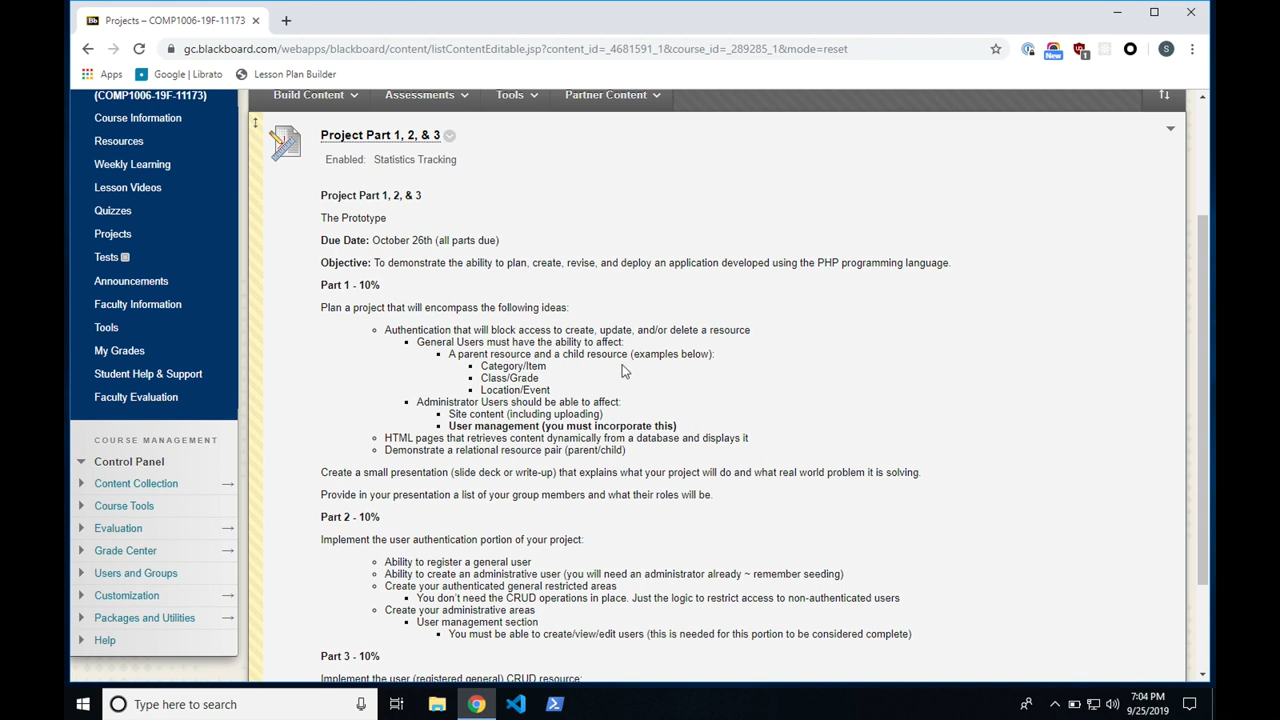 Projects – COMP1006-19F-11173
gc.blackboard.com/webapps/blackboard/content/listContentEditable.jsp?content_id=_4681591_1&course_id=_289285_1&mode=reset
S
New
1
Apps
Google | Librato
Lesson Plan Builder
(COMP1006-19F-11173)
Course Information
Resources
Weekly Learning
Lesson Videos
Quizzes
Projects
Tests
Announcements
Faculty Information
Tools
My Grades
Student Help & Support
Faculty Evaluation
COURSE MANAGEMENT
Control Panel
Content Collection
Course Tools
Evaluation
Grade Center
Users and Groups
Customization
Packages and Utilities
Help
Build Content Assessments Tools Partner Content
Project Part 1, 2, & 3
Enabled: Statistics Tracking
Project Part 1, 2, & 3
The Prototype
Due Date: October 26th (all parts due)
Objective: To demonstrate the ability to plan, create, revise, and deploy an application developed using the PHP programming language.
Part 1 - 10%
Plan a project that will encompass the following ideas:
Authentication that will block access to create, update, and/or delete a resource
General Users must have the ability to affect:
A parent resource and a child resource (examples below):
Category/Item
Class/Grade
Location/Event
Administrator Users should be able to affect:
Site content (including uploading)
User management (you must incorporate this)
HTML pages that retrieves content dynamically from a database and displays it
Demonstrate a relational resource pair (parent/child)
Create a small presentation (slide deck or write-up) that explains what your project will do and what real world problem it is solving.
Provide in your presentation a list of your group members and what their roles will be.
Part 2 - 10%
Implement the user authentication portion of your project:
Ability to register a general user
Ability to create an administrative user (you will need an administrator already ~ remember seeding)
Create your authenticated general restricted areas
You don't need the CRUD operations in place. Just the logic to restrict access to non-authenticated users
Create your administrative areas
User management section
You must be able to create/view/edit users (this is needed for this portion to be considered complete)
Part 3 - 10%
Implement the user (registered general) CRUD resource:
Type here to search
7:04 PM
9/25/2019